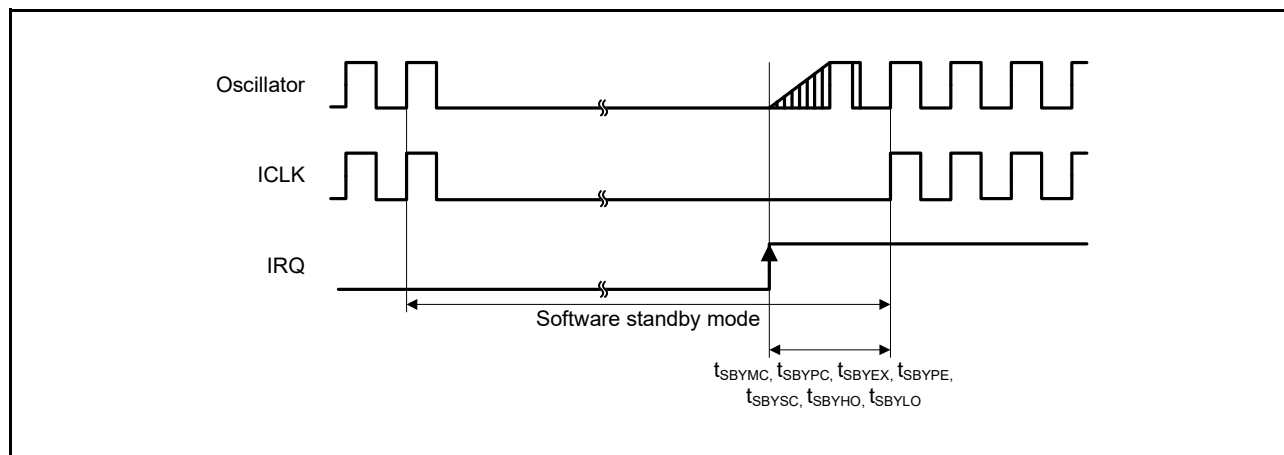 Oscillator
ICLK
IRQ
Software standby mode
tSBYMC, tSBYPC, tSBYEX, tSBYPE,
tSBYSC, tSBYHO, tSBYLO